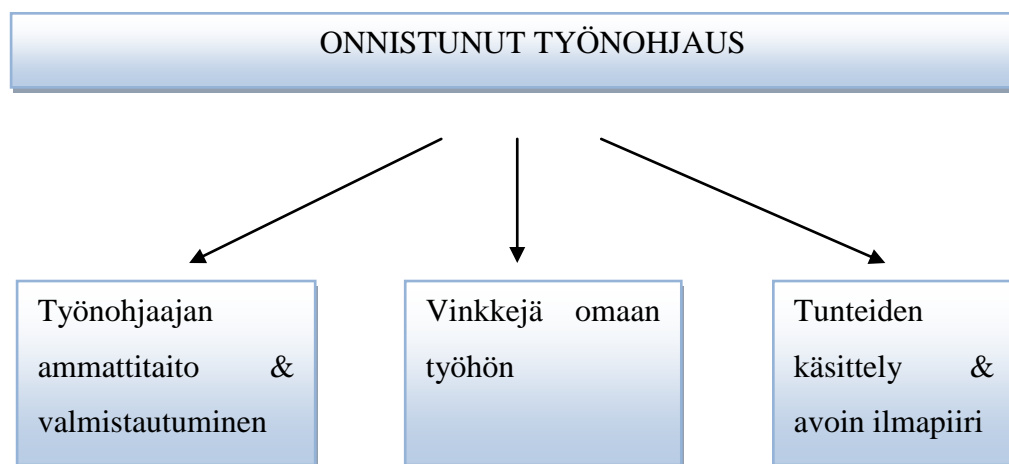 ONNISTUNUT TYÖNOHJAUS
Työnohjaajan
ammattitaito &
valmistautuminen
Vinkkejä omaan
työhön
Tunteiden
käsittely &
avoin ilmapiiri